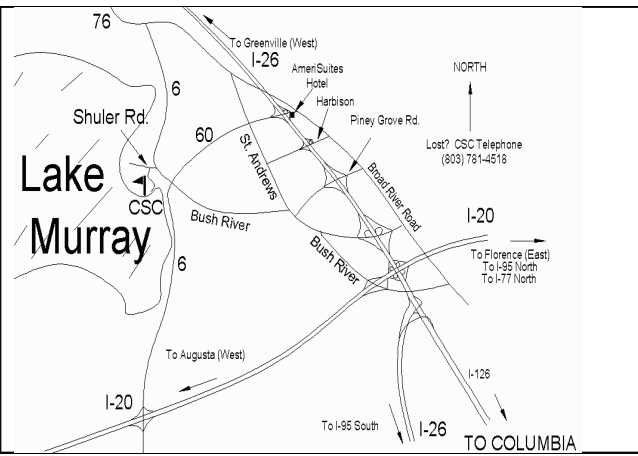 76
To Greenville (West)
I-26
AmeriSuites
Hotel
NORTH
6
Harbison
Shuler Rd.
60
Piney Grove Rd.
Lost? CSC Telephone
(803) 781-4518
St. Andrews
Lake
Murray
CSC
Broad River Road
Bush River
I-20
Bush River
To Florence (East)
To I-95 North
To I-77 North
6
To Augusta (West)
I-126
I-20
To I-95 South
I-26
TO COLUMBIA